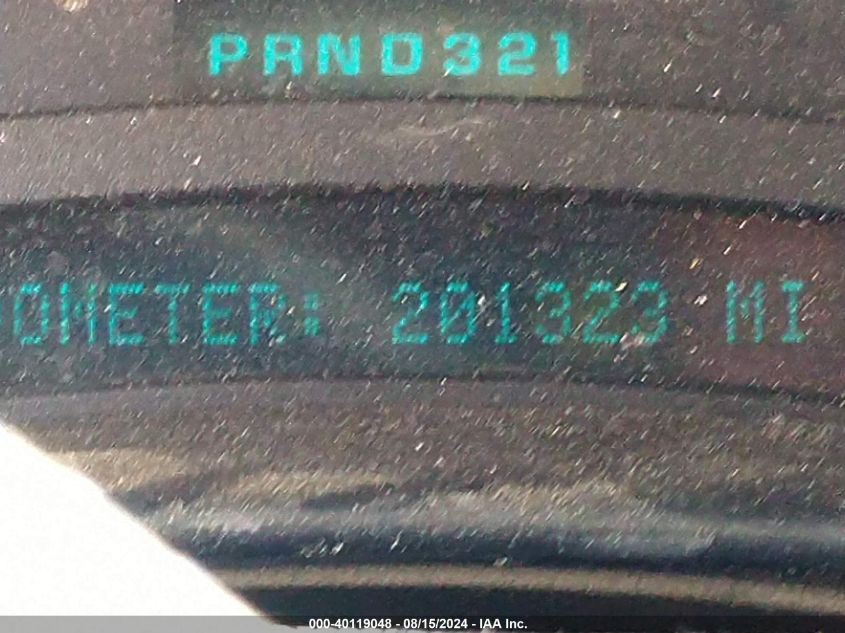 PRND321
OMETER: 201323 MI
000-40119048 - 08/15/2024 - IAA Inc.